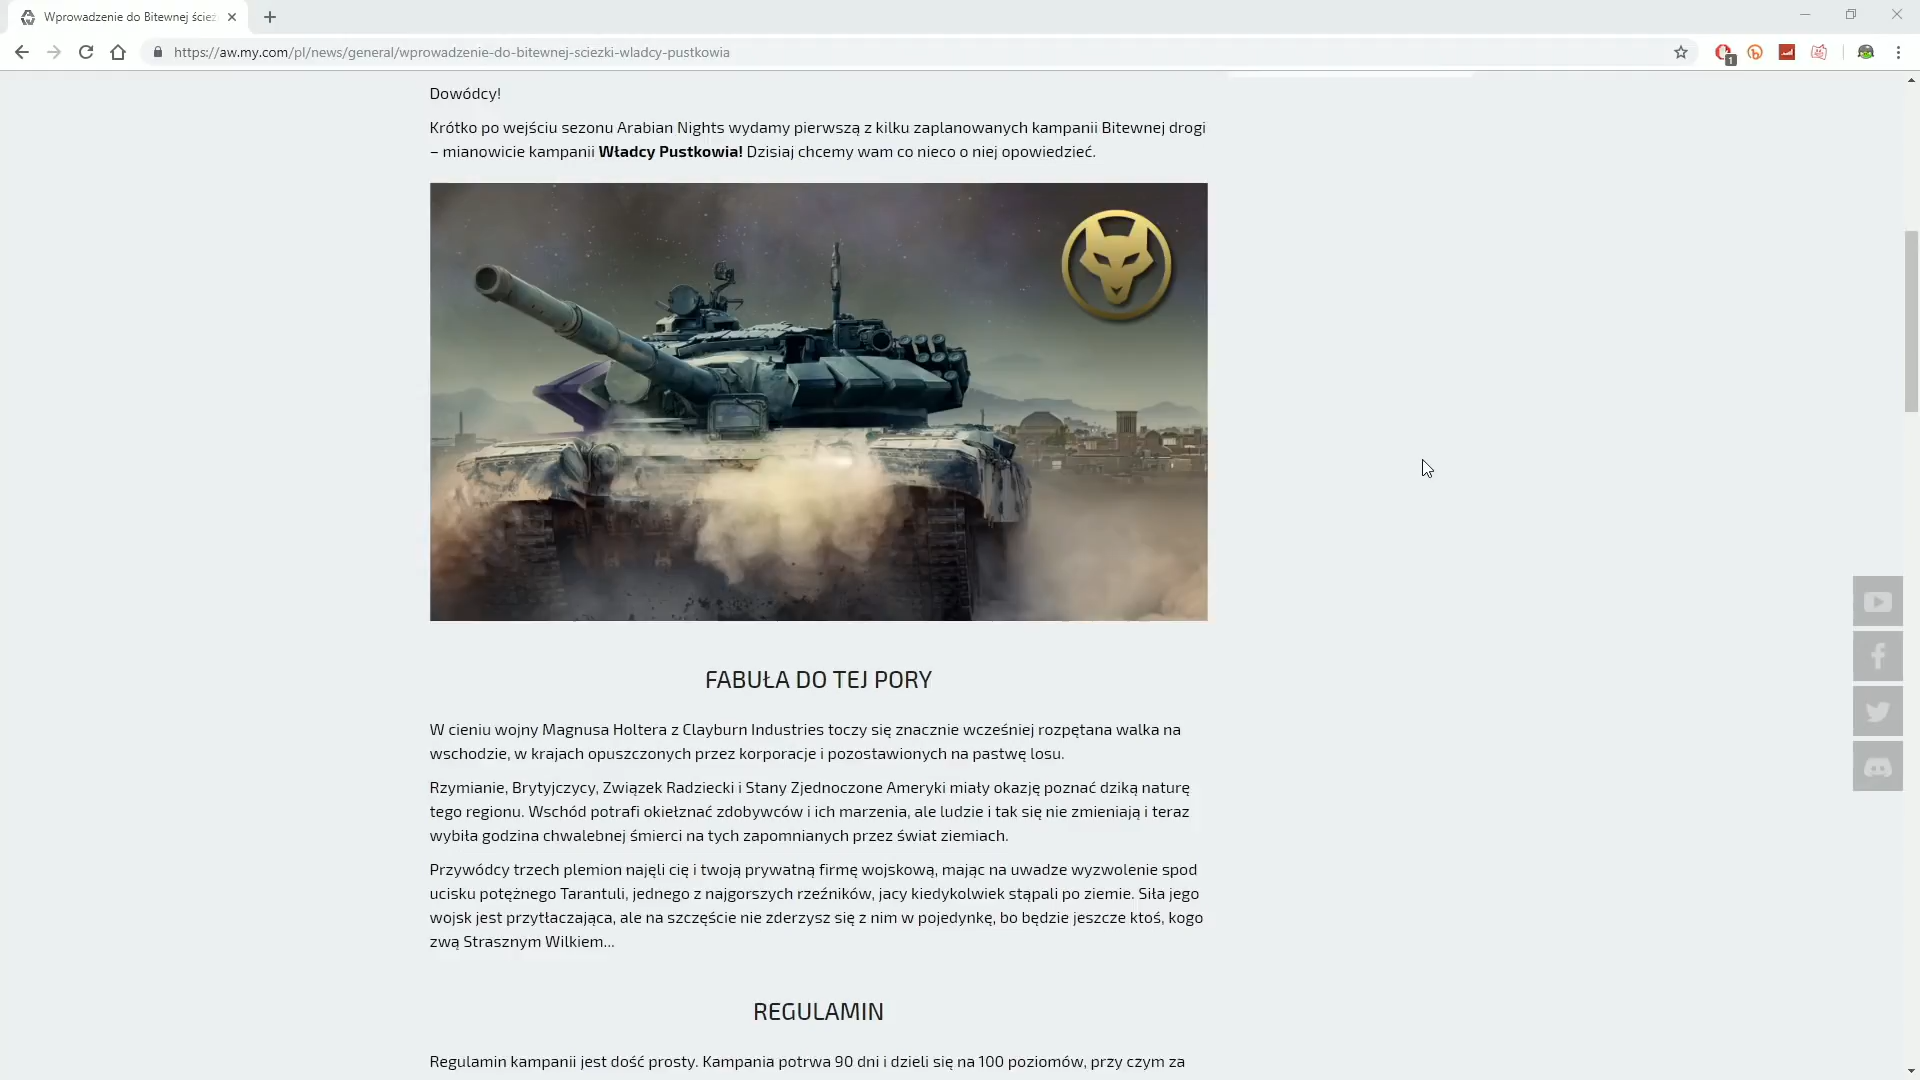 Wprowadzenie do Bitewnej ścież
https://aw.my.com/pl/news/general/wprowadzenie-do-bitewnej-sciezki-wladcy-pustkowia
1
Dowódcy!
Krótko po wejściu sezonu Arabian Nights wydamy pierwszą z kilku zaplanowanych kampanii Bitewnej drogi
– mianowicie kampanii Władcy Pustkowia! Dzisiaj chcemy wam co nieco o niej opowiedzieć.
FABUŁA DO TEJ PORY
W cieniu wojny Magnusa Holtera z Clayburn Industries toczy się znacznie wcześniej rozpętana walka na
wschodzie, w krajach opuszczonych przez korporacje i pozostawionych na pastwę losu.
Rzymianie, Brytyjczycy, Związek Radziecki i Stany Zjednoczone Ameryki miały okazję poznać dziką naturę
tego regionu. Wschód potrafi okiełznać zdobywców i ich marzenia, ale ludzie i tak się nie zmieniają i teraz
wybiła godzina chwalebnej śmierci na tych zapomnianych przez świat ziemiach.
Przywódcy trzech plemion najęli cię i twoją prywatną firmę wojskową, mając na uwadze wyzwolenie spod
ucisku potężnego Tarantuli, jednego z najgorszych rzeźników, jacy kiedykolwiek stąpali po ziemie. Siła jego
wojsk jest przytłaczająca, ale na szczęście nie zderzysz się z nim w pojedynkę, bo będzie jeszcze ktoś, kogo
zwą Strasznym Wilkiem...
REGULAMIN
Regulamin kampanii jest dość prosty. Kampania potrwa 90 dni i dzieli się na 100 poziomów, przy czym za